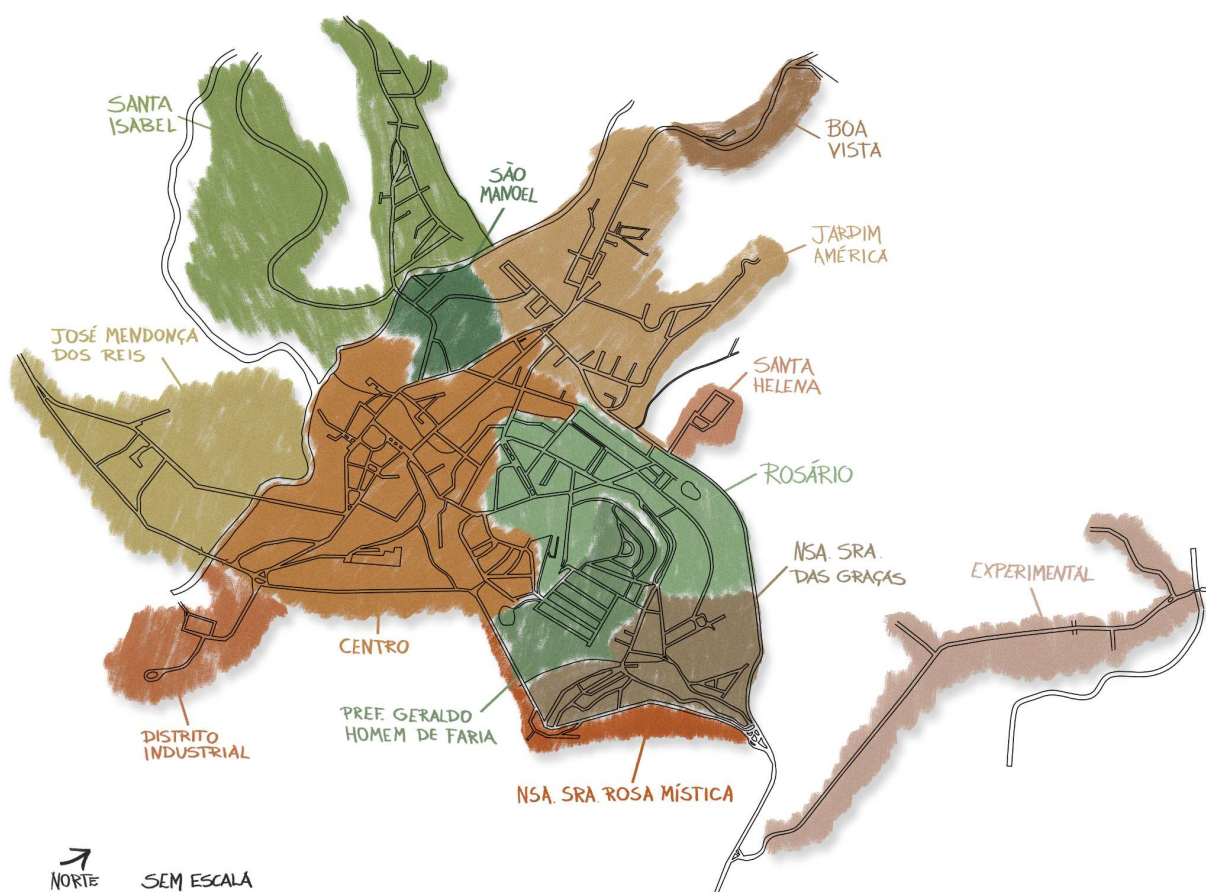 SANTA
ISABEL
SÃO
MANOEL
BOA
VISTA
JARDIM
AMÉRICA
JOSÉ MENDONÇA
DOS REIS
SANTA
HELENA
ROSÁRIO
NSA. SRA.
DAS GRAÇAS
EXPERIMENTAL
CENTRO
PREF. GERALDO
HOMEM DE FARIA
DISTRITO
INDUSTRIAL
NSA. SRA. ROSA MÍSTICA
NORTE
SEM ESCALA